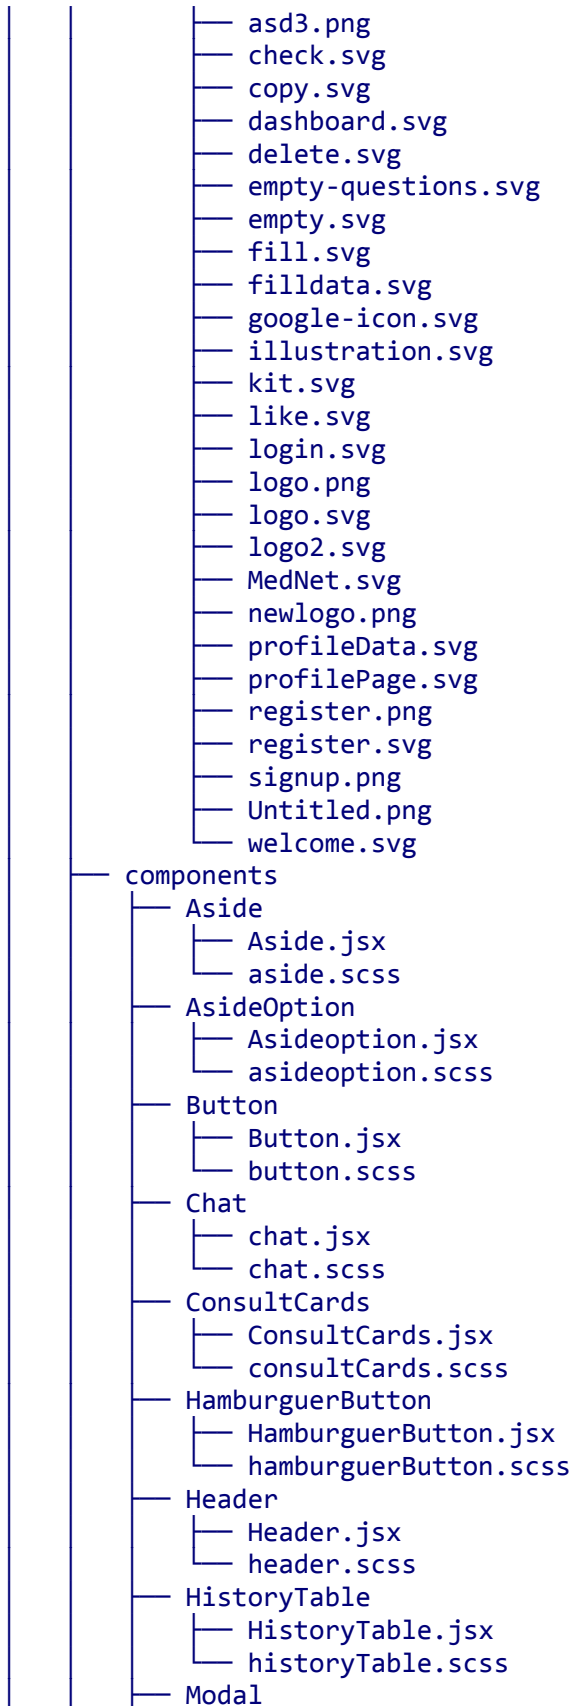 │   │       ├── asd3.png
│   │       ├── check.svg
│   │       ├── copy.svg
│   │       ├── dashboard.svg
│   │       ├── delete.svg
│   │       ├── empty-questions.svg
│   │       ├── empty.svg
│   │       ├── fill.svg
│   │       ├── filldata.svg
│   │       ├── google-icon.svg
│   │       ├── illustration.svg
│   │       ├── kit.svg
│   │       ├── like.svg
│   │       ├── login.svg
│   │       ├── logo.png
│   │       ├── logo.svg
│   │       ├── logo2.svg
│   │       ├── MedNet.svg
│   │       ├── newlogo.png
│   │       ├── profileData.svg
│   │       ├── profilePage.svg
│   │       ├── register.png
│   │       ├── register.svg
│   │       ├── signup.png
│   │       ├── Untitled.png
│   │       └── welcome.svg
│   ├── components
│   │   ├── Aside
│   │   │   ├── Aside.jsx
│   │   │   └── aside.scss
│   │   ├── AsideOption
│   │   │   ├── Asideoption.jsx
│   │   │   └── asideoption.scss
│   │   ├── Button
│   │   │   ├── Button.jsx
│   │   │   └── button.scss
│   │   ├── Chat
│   │   │   ├── chat.jsx
│   │   │   └── chat.scss
│   │   ├── ConsultCards
│   │   │   ├── ConsultCards.jsx
│   │   │   └── consultCards.scss
│   │   ├── HamburguerButton
│   │   │   ├── HamburguerButton.jsx
│   │   │   └── hamburguerButton.scss
│   │   ├── Header
│   │   │   ├── Header.jsx
│   │   │   └── header.scss
│   │   ├── HistoryTable
│   │   │   ├── HistoryTable.jsx
│   │   │   └── historyTable.scss
│   │   ├── Modal